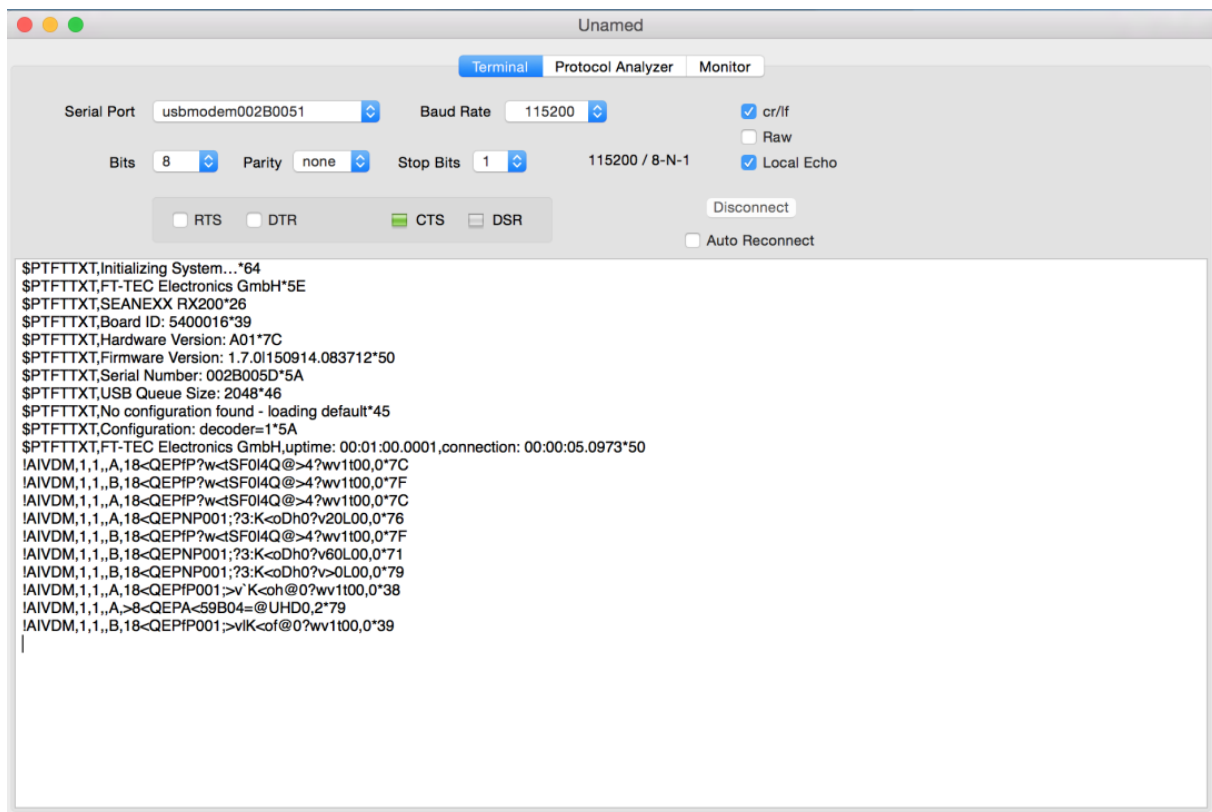 Unamed
Terminal Protocol Analyzer Monitor
Serial Port usbmodem002B0051 Baud Rate 115200 cr/lf
Raw
Bits 8 Parity none Stop Bits 1 115200 / 8-N-1 Local Echo
Disconnect
RTS DTR CTS DSR
Auto Reconnect
$PTFTTXT,Initializing System...*64
$PTFTTXT,FT-TEC Electronics GmbH*5E
$PTFTTXT,SEANEXX RX200*26
$PTFTTXT,Board ID: 5400016*39
$PTFTTXT,Hardware Version: A01*7C
$PTFTTXT,Firmware Version: 1.7.0|150914.083712*50
$PTFTTXT,Serial Number: 002B005D*5A
$PTFTTXT,USB Queue Size: 2048*46
$PTFTTXT,No configuration found - loading default*45
$PTFTTXT,Configuration: decoder=1*5A
$PTFTTXT,FT-TEC Electronics GmbH,uptime: 00:01:00.0001,connection: 00:00:05.0973*50
!AIVDM,1,1,,A,18<QEPfP?w<tSF0l4Q@>4?wv1t00,0*7C
!AIVDM,1,1,,B,18<QEPfP?w<tSF0l4Q@>4?wv1t00,0*7F
!AIVDM,1,1,,A,18<QEPfP?w<tSF0l4Q@>4?wv1t00,0*7C
!AIVDM,1,1,,A,18<QEPNP001;?3:K<oDh0?v20L00,0*76
!AIVDM,1,1,,B,18<QEPfP?w<tSF0l4Q@>4?wv1t00,0*7F
!AIVDM,1,1,,B,18<QEPNP001;?3:K<oDh0?v60L00,0*71
!AIVDM,1,1,,B,18<QEPNP001;?3:K<oDh0?v>0L00,0*79
!AIVDM,1,1,,A,18<QEPfP001;>v`K<oh@0?wv1t00,0*38
!AIVDM,1,1,,A,>8<QEPA<59B04=@UHD0,2*79
!AIVDM,1,1,,B,18<QEPfP001;>vlK<of@0?wv1t00,0*39